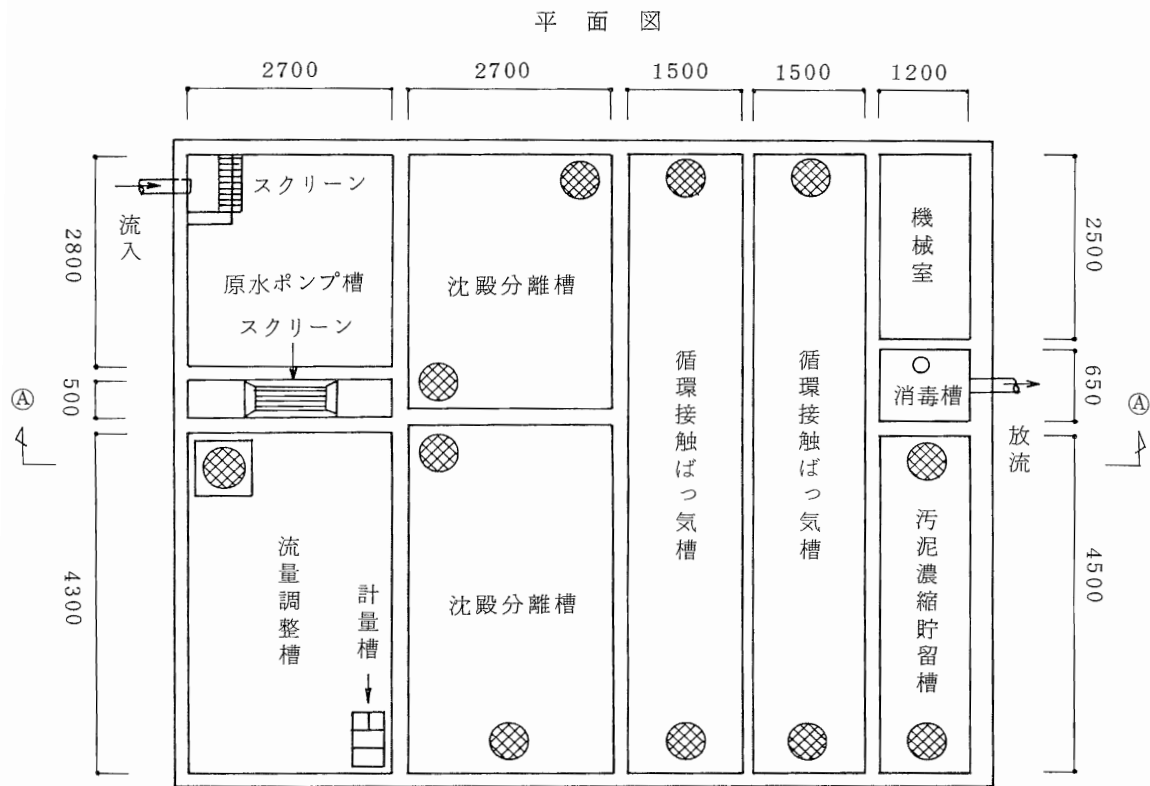 平面図
2700
2700
1500
1500
1200
スクリーン
流入
2800
原水ポンプ槽
スクリーン
500
Ⓐ
流量調整槽
計量槽
4300
沈殿分離槽
沈殿分離槽
循環接触ばっ気槽
循環接触ばっ気槽
機械室
2500
消毒槽
650
Ⓐ
放流
汚泥濃縮貯留槽
4500